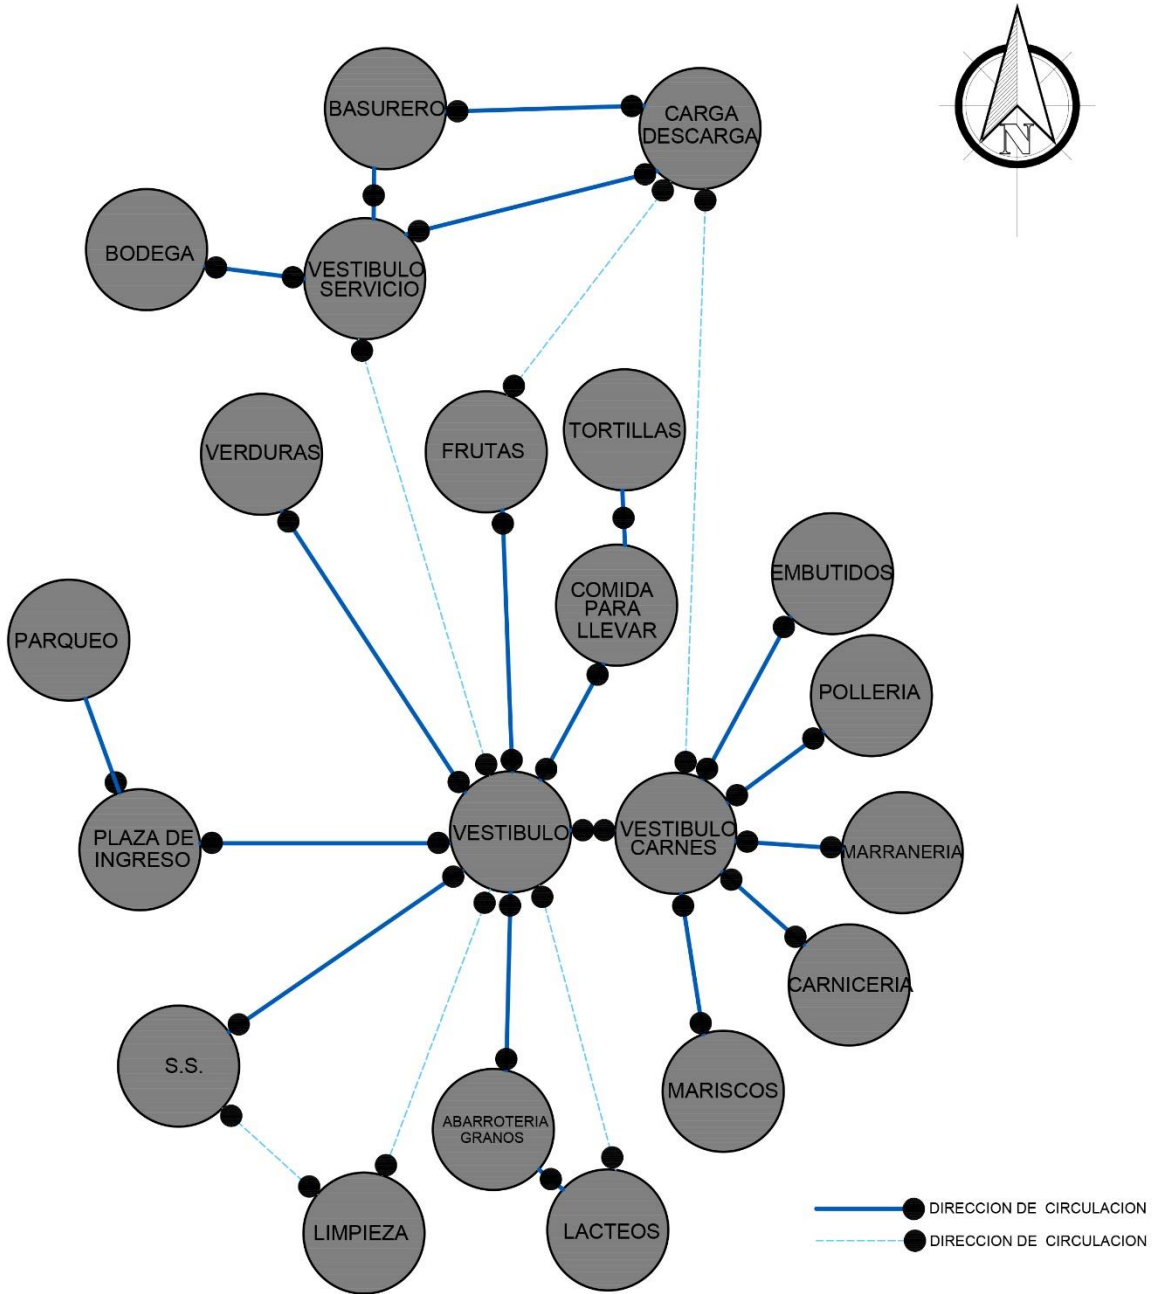 BASURERO
CARGA
DESCARGA
N
BODEGA
VESTIBULO
SERVICIO
VERDURAS
FRUTAS
TORTILLAS
EMBUTIDOS
COMIDA
PARA
LLEVAR
PARQUEO
POLLERIA
PLAZA DE
INGRESO
VESTIBULO
VESTIBULO
CARNES
MARRANERIA
CARNICERIA
S.S.
MARISCOS
ABARROTERIA
GRANOS
LIMPIEZA
LACTEOS
DIRECCION DE CIRCULACION
DIRECCION DE CIRCULACION